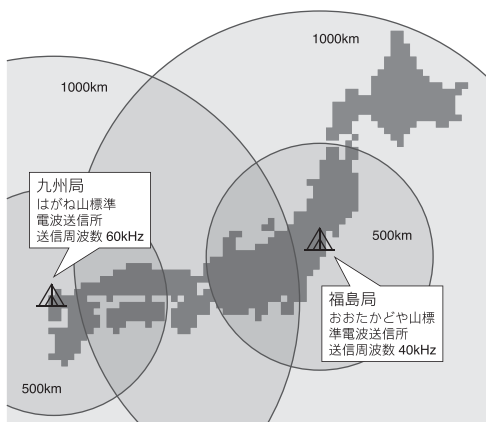 1000km
1000km
九州局
はがね山標準
電波送信所
送信周波数 60kHz
500km
福島局
おおたかどや山標
準電波送信所
送信周波数 40kHz
500km